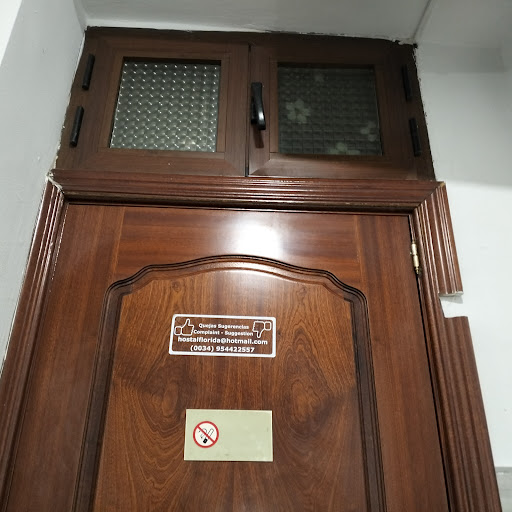 Quejas Sugerencias
Complaint - Suggestion
hostalflorida@hotmail.com
(0034) 954422557